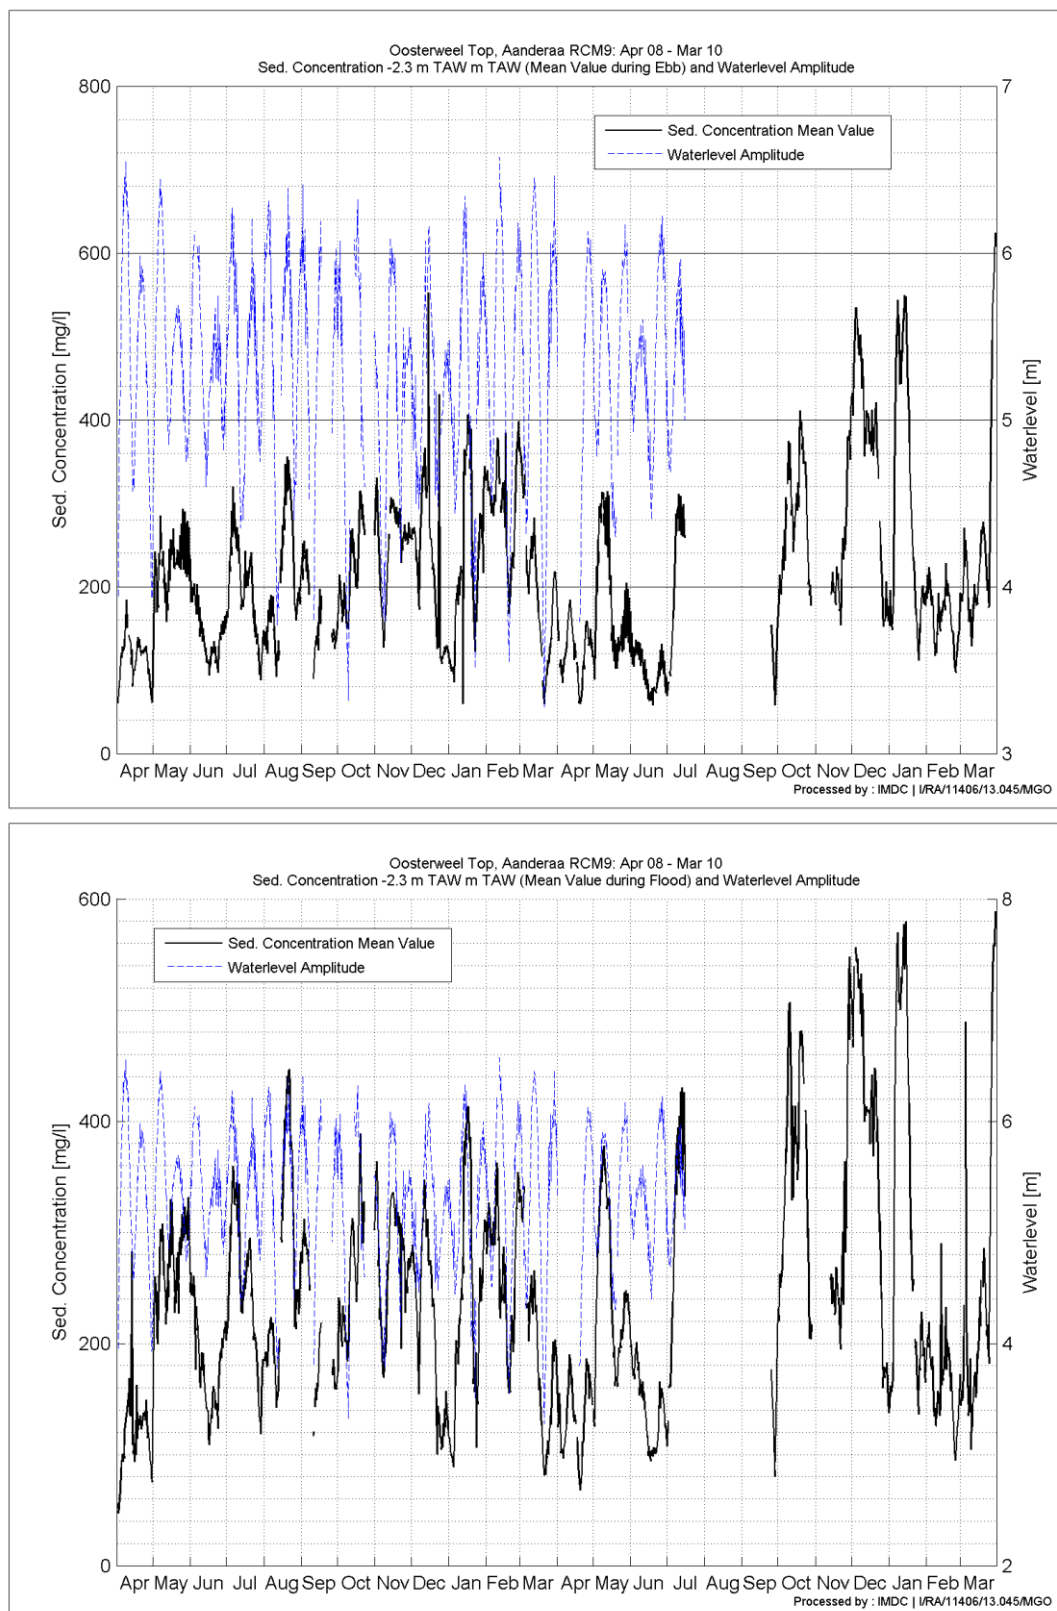 Oosterweel Top, Aanderaa RCM9: Apr 08 - Mar 10
Sed. Concentration -2.3 m TAW m TAW (Mean Value during Ebb) and Waterlevel Amplitude
800
7
Sed. Concentration Mean Value
Waterlevel Amplitude
600
6
Sed. Concentration [mg/l]
400
5
Waterlevel [m]
200
4
0
3
Apr May Jun Jul Aug Sep Oct Nov Dec Jan Feb Mar Apr May Jun Jul Aug Sep Oct Nov Dec Jan Feb Mar
Processed by : IMDC | I/RA/11406/13.045/MGO
Oosterweel Top, Aanderaa RCM9: Apr 08 - Mar 10
Sed. Concentration -2.3 m TAW m TAW (Mean Value during Flood) and Waterlevel Amplitude
600
8
Sed. Concentration Mean Value
Waterlevel Amplitude
400
6
Sed. Concentration [mg/l]
Waterlevel [m]
200
4
0
2
Apr May Jun Jul Aug Sep Oct Nov Dec Jan Feb Mar Apr May Jun Jul Aug Sep Oct Nov Dec Jan Feb Mar
Processed by : IMDC | I/RA/11406/13.045/MGO